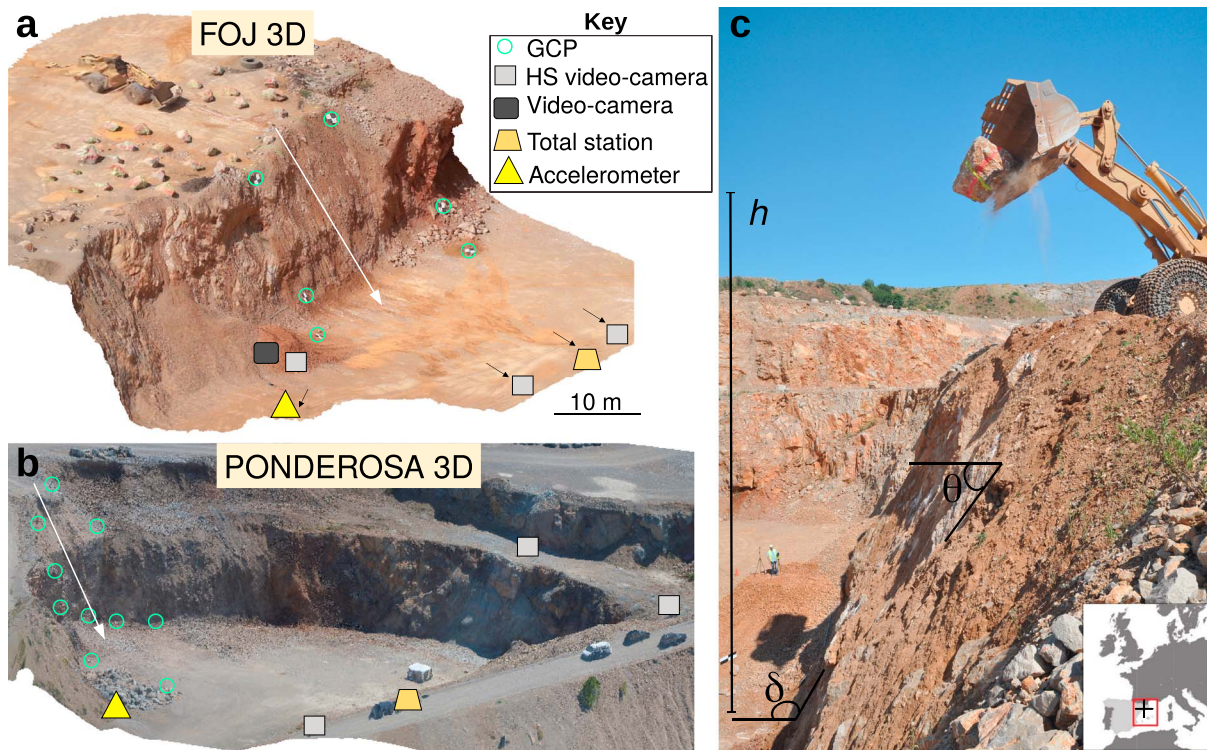 a
FOJ 3D
Key
GCP
HS video-camera
Video-camera
Total station
Accelerometer
10 m
b
PONDEROSA 3D
c
h
θ
δ